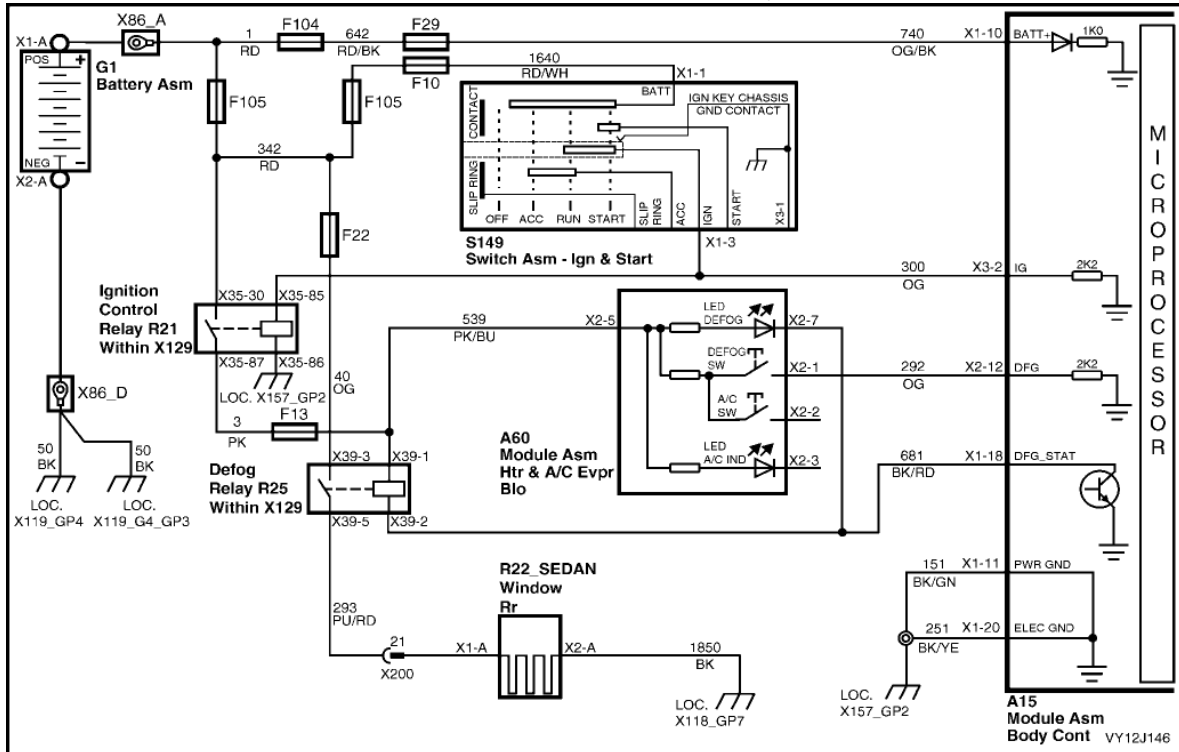 X86_A
F104
F29
X1-A
1
RD
642
RD/BK
740
OG/BK
X1-10
BATT+
1K0
POS
+
G1
Battery Asm
1640
RD/WH
F10
X1-1
BATT
F105
F105
IGN KEY CHASSIS
GND CONTACT
CONTACT
342
RD
NEG
−
X2-A
SLIP RING
OFF
ACC
RUN
START
SLIP
RING
ACC
IGN
START
X3-1
F22
S149
Switch Asm - Ign & Start
X1-3
300
OG
X3-2
IG
2K2
Ignition
Control
Relay R21
Within X129
X35-30
X35-85
X35-87
X35-86
LOC. X157_GP2
539
PK/BU
X2-5
LED
DEFOG
X2-7
DEFOG
SW
X2-1
292
OG
X2-12
DFG
2K2
A/C
SW
X2-2
LED
A/C IND
X2-3
40
OG
X86_D
3
PK
F13
A60
Module Asm
Htr & A/C Evpr
Blo
681
BK/RD
X1-18
DFG_STAT
50
BK
50
BK
LOC.
X119_GP4
LOC.
X119_G4_GP3
Defog
Relay R25
Within X129
X39-3
X39-1
X39-5
X39-2
R22_SEDAN
Window
Rr
293
PU/RD
21
X200
X1-A
X2-A
1850
BK
LOC.
X118_GP7
151
BK/GN
X1-11
PWR GND
251
BK/YE
X1-20
ELEC GND
LOC.
X157_GP2
MICROPROCESSOR
A15
Module Asm
Body Cont
VY12J146